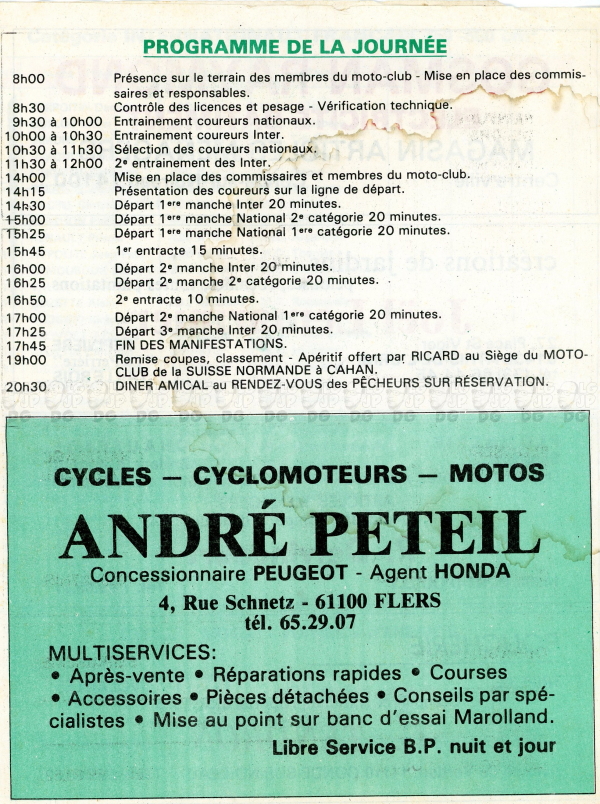 PROGRAMME DE LA JOURNÉE
8h00 Présence sur le terrain des membres du moto-club - Mise en place des commis-
saires et responsables.
8h30 Contrôle des licences et pesage - Vérification technique.
9h30 à 10h00 Entrainement coureurs nationaux.
10h00 à 10h30 Entrainement coureurs Inter.
10h30 à 11h30 Sélection des coureurs nationaux.
11h30 à 12h00 2e entrainement des Inter.
14h00 Mise en place des commissaires et membres du moto-club.
14h15 Présentation des coureurs sur la ligne de départ.
14h30 Départ 1ere manche Inter 20 minutes.
15h00 Départ 1ere manche National 2e catégorie 20 minutes.
15h25 Départ 1ere manche National 1ere catégorie 20 minutes.
15h45 1er entracte 15 minutes.
16h00 Départ 2e manche Inter 20 minutes.
16h25 Départ 2e manche 2e catégorie 20 minutes.
16h50 2e entracte 10 minutes.
17h00 Départ 2e manche National 1ere catégorie 20 minutes.
17h25 Départ 3e manche Inter 20 minutes.
17h45 FIN DES MANIFESTATIONS.
19h00 Remise coupes, classement - Apéritif offert par RICARD au Siège du MOTO-
CLUB de la SUISSE NORMANDE à CAHAN.
20h30 DINER AMICAL au RENDEZ-VOUS des PÊCHEURS SUR RÉSERVATION.
CYCLES — CYCLOMOTEURS — MOTOS
ANDRÉ PETEIL
Concessionnaire PEUGEOT - Agent HONDA
4, Rue Schnetz - 61100 FLERS
tél. 65.29.07
MULTISERVICES:
• Après-vente • Réparations rapides • Courses
• Accessoires • Pièces détachées • Conseils par spé-
cialistes • Mise au point sur banc d'essai Marolland.
Libre Service B.P. nuit et jour